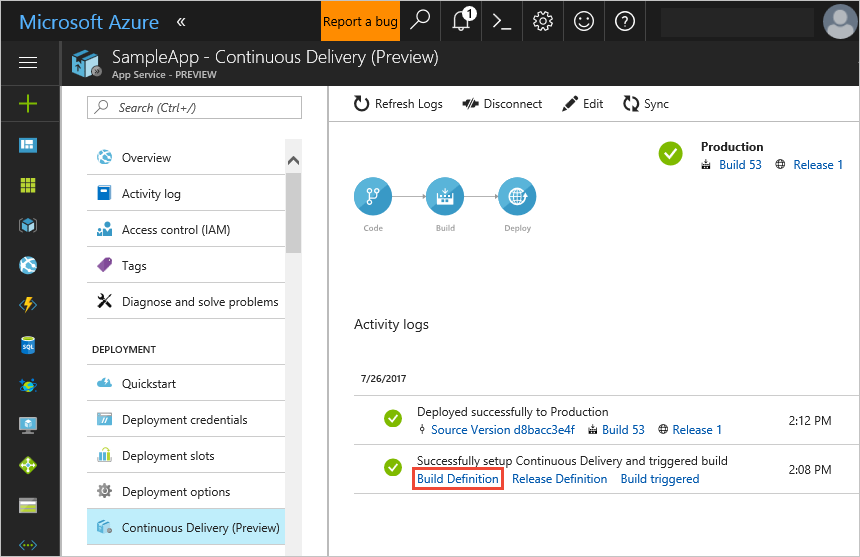 Microsoft Azure «
Report a bug
1
SampleApp - Continuous Delivery (Preview)
App Service - PREVIEW
Search (Ctrl+/)
Overview
Activity log
Access control (IAM)
Tags
Diagnose and solve problems
DEPLOYMENT
Quickstart
Deployment credentials
Deployment slots
Deployment options
Continuous Delivery (Preview)
Refresh Logs Disconnect Edit Sync
Production
Build 53 Release 1
Code Build Deploy
Activity logs
7/26/2017
Deployed successfully to Production
Source Version d8bacc3e4f Build 53 Release 1
2:12 PM
Successfully setup Continuous Delivery and triggered build
Build Definition Release Definition Build triggered
2:08 PM
SQL